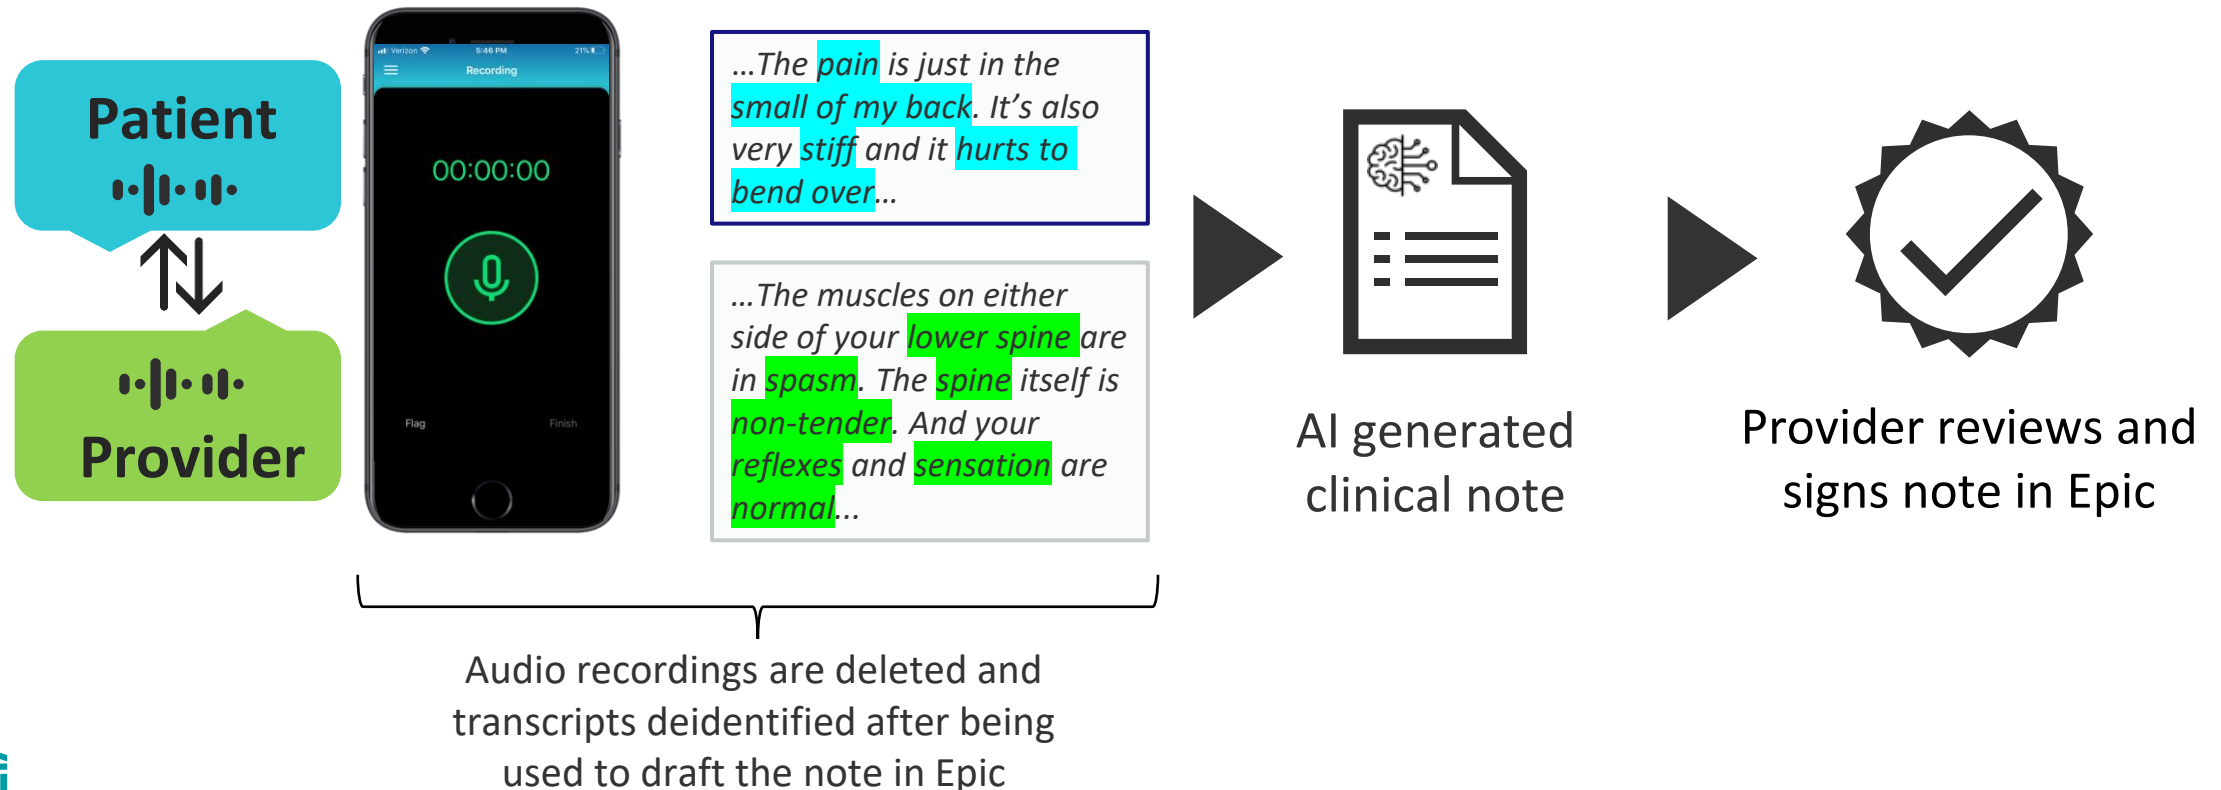 Patient
Provider
Verizon
5:46 PM
21%
Recording
00:00:00
Flag
Finish
...The pain is just in the
small of my back. It’s also
very stiff and it hurts to
bend over...
...The muscles on either
side of your lower spine are
in spasm. The spine itself is
non-tender. And your
reflexes and sensation are
normal...
Audio recordings are deleted and
transcripts deidentified after being
used to draft the note in Epic
AI generated
clinical note
Provider reviews and
signs note in Epic